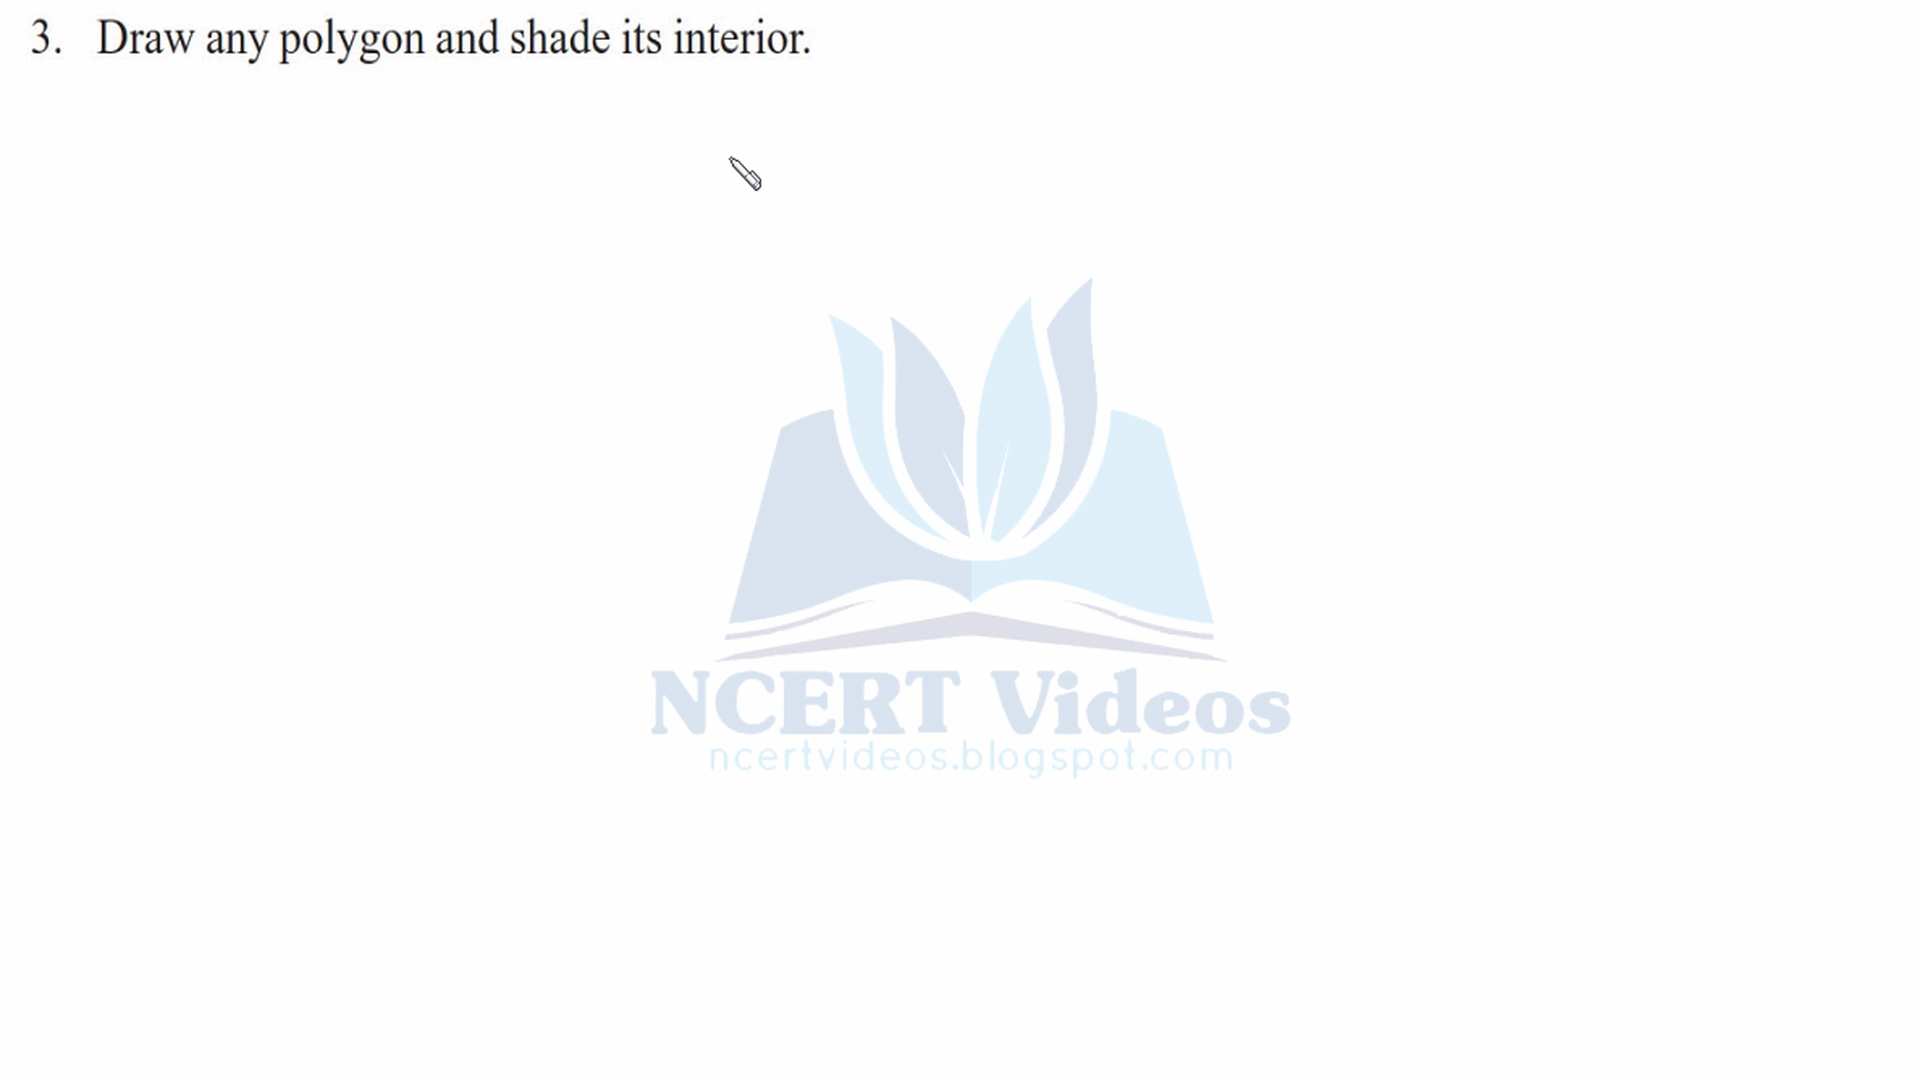 3. Draw any polygon and shade its interior.
NCERT Videos
ncertvideos.blogspot.com